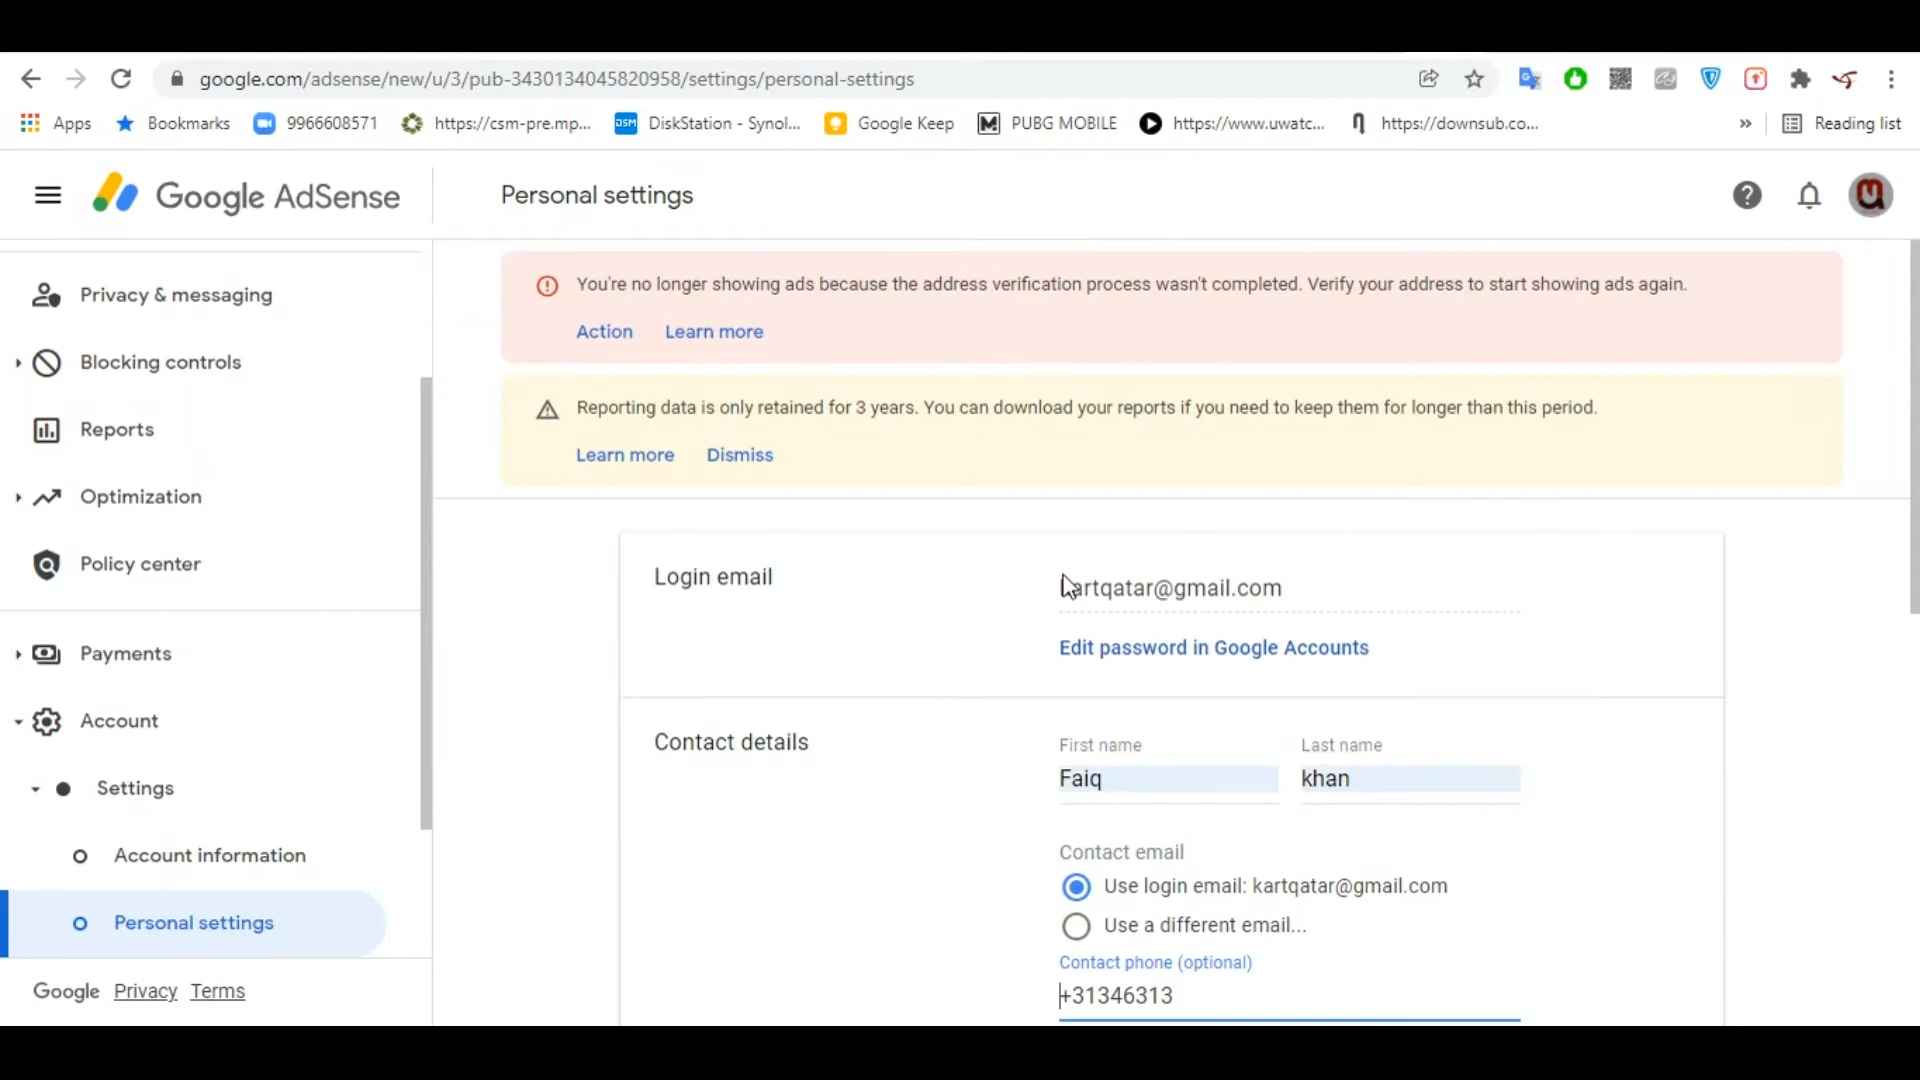 google.com/adsense/new/u/3/pub-3430134045820958/settings/personal-settings
Apps Bookmarks 9966608571 https://csm-pre.mp... DSM DiskStation - Synol... Google Keep PUBG MOBILE https://www.uwatc... https://downsub.co... » Reading list
Google AdSense
Personal settings
Privacy & messaging
Blocking controls
Reports
Optimization
Policy center
Payments
Account
Settings
Account information
Personal settings
Google Privacy Terms
You're no longer showing ads because the address verification process wasn't completed. Verify your address to start showing ads again.
Action Learn more
Reporting data is only retained for 3 years. You can download your reports if you need to keep them for longer than this period.
Learn more Dismiss
Login email
kartqatar@gmail.com
Edit password in Google Accounts
Contact details
First name Last name
Faiq khan
Contact email
Use login email: kartqatar@gmail.com
Use a different email...
Contact phone (optional)
+31346313